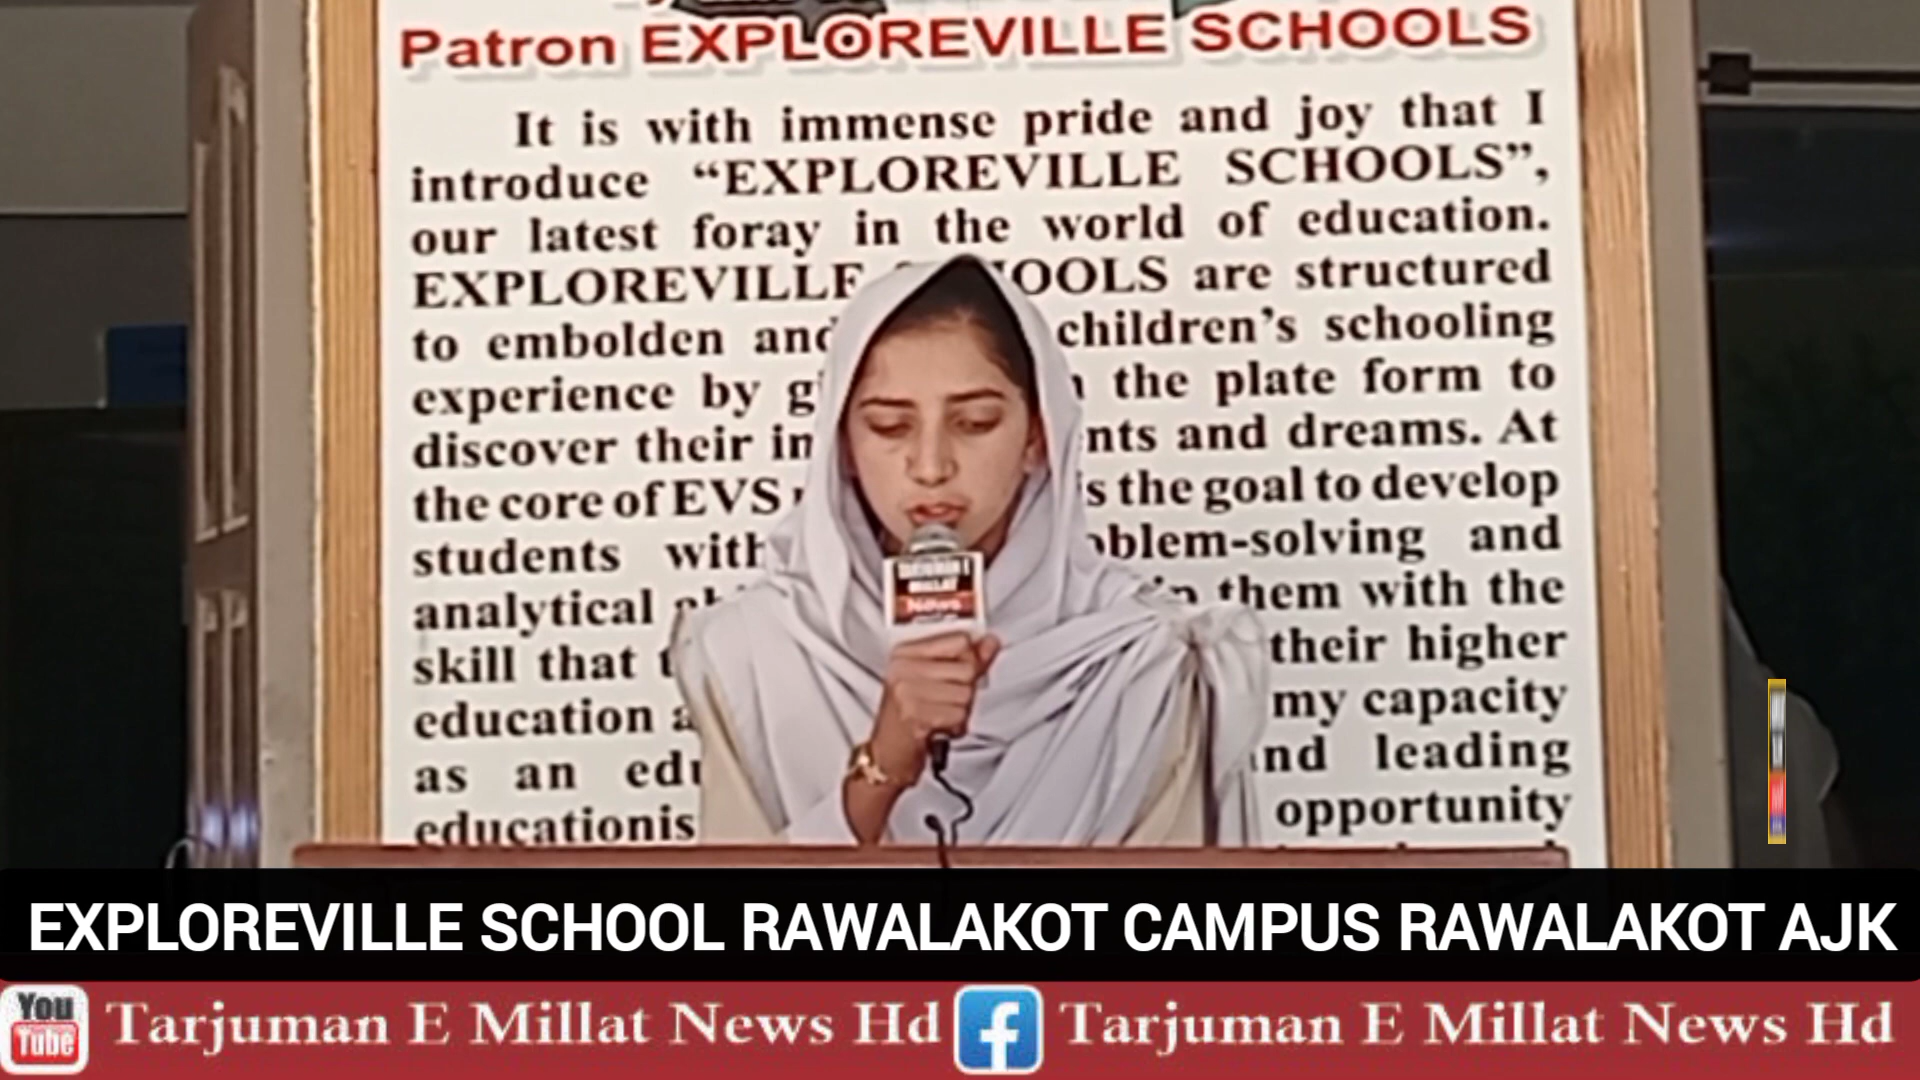 Patron EXPLOREVILLE SCHOOLS
It is with immense pride and joy that I
introduce “EXPLOREVILLE SCHOOLS”,
our latest foray in the world of education.
EXPLOREVILLE OOLS are structured
to embolden and children’s schooling
experience by the plate form to
discover their and dreams. At
the core of EVS is the goal to develop
students with and
analytical them with the
skill that their higher
education my capacity
as an and leading
opportunity
TARJUMAN E
MILLAT
News
EXPLOREVILLE SCHOOL RAWALAKOT CAMPUS RAWALAKOT AJK
You Tube Tarjuman E Millat News Hd f Tarjuman E Millat News Hd